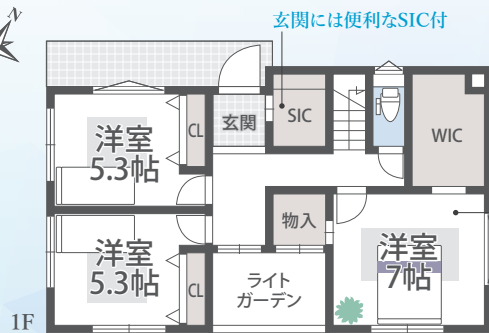 N
玄関には便利なSIC付
洋室
5.3帖
CL
玄関
SIC
WIC
洋室
5.3帖
CL
物入
ライト
ガーデン
洋室
7帖
1F